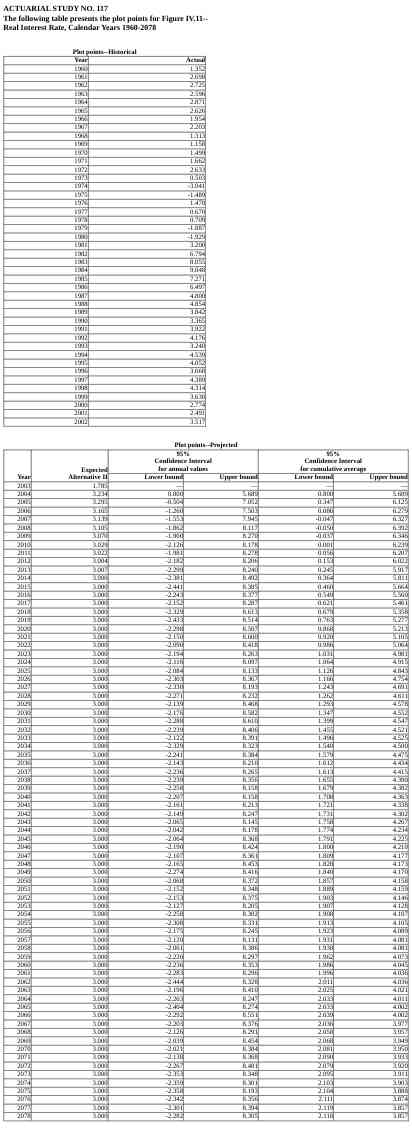 ACTUARIAL STUDY NO. 117
The following table presents the plot points for Figure IV.11--
Real Interest Rate, Calendar Years 1960-2078
Plot points--Historical
Year Actual
1960 1.352
1961 2.698
1962 2.725
1963 2.596
1964 2.871
1965 2.626
1966 1.954
1967 2.203
1968 1.313
1969 1.158
1970 1.499
1971 1.662
1972 2.633
1973 0.503
1974 -3.041
1975 -1.489
1976 1.470
1977 0.670
1978 0.709
1979 -1.887
1980 -1.929
1981 3.200
1982 6.794
1983 8.055
1984 9.048
1985 7.271
1986 6.497
1987 4.800
1988 4.854
1989 3.842
1990 3.365
1991 3.922
1992 4.176
1993 3.240
1994 4.539
1995 4.052
1996 3.668
1997 4.389
1998 4.314
1999 3.630
2000 2.774
2001 2.491
2002 3.517
Plot points--Projected
95% 95%
Confidence Interval Confidence Interval
Expected for annual values for cumulative average
Year Alternative II Lower bound Upper bound Lower bound Upper bound
2003 1.785 — — — —
2004 3.234 0.800 5.689 0.800 5.689
2005 3.293 -0.504 7.052 0.347 6.125
2006 3.165 -1.260 7.503 0.080 6.279
2007 3.139 -1.553 7.945 -0.047 6.327
2008 3.105 -1.862 8.117 -0.050 6.392
2009 3.070 -1.900 8.270 -0.037 6.346
2010 3.029 -2.126 8.178 0.001 6.239
2011 3.022 -1.981 8.278 0.056 6.207
2012 3.004 -2.182 8.206 0.153 6.022
2013 3.007 -2.299 8.240 0.245 5.917
2014 3.000 -2.381 8.492 0.364 5.811
2015 3.000 -2.441 8.385 0.460 5.664
2016 3.000 -2.243 8.377 0.549 5.560
2017 3.000 -2.152 8.287 0.621 5.461
2018 3.000 -2.329 8.613 0.679 5.358
2019 3.000 -2.433 8.514 0.763 5.277
2020 3.000 -2.298 8.567 0.868 5.213
2021 3.000 -2.150 8.600 0.920 5.105
2022 3.000 -2.090 8.418 0.986 5.064
2023 3.000 -2.194 8.263 1.031 4.981
2024 3.000 -2.116 8.097 1.064 4.915
2025 3.000 -2.084 8.133 1.126 4.843
2026 3.000 -2.303 8.367 1.166 4.754
2027 3.000 -2.330 8.193 1.243 4.691
2028 3.000 -2.271 8.232 1.262 4.611
2029 3.000 -2.139 8.468 1.293 4.578
2030 3.000 -2.176 8.582 1.347 4.552
2031 3.000 -2.288 8.610 1.399 4.547
2032 3.000 -2.239 8.406 1.455 4.521
2033 3.000 -2.122 8.391 1.496 4.525
2034 3.000 -2.329 8.323 1.540 4.500
2035 3.000 -2.241 8.384 1.579 4.475
2036 3.000 -2.143 8.210 1.612 4.434
2037 3.000 -2.236 8.265 1.613 4.415
2038 3.000 -2.239 8.356 1.655 4.380
2039 3.000 -2.258 8.158 1.679 4.382
2040 3.000 -2.207 8.158 1.708 4.363
2041 3.000 -2.161 8.213 1.721 4.338
2042 3.000 -2.149 8.247 1.731 4.302
2043 3.000 -2.065 8.145 1.758 4.267
2044 3.000 -2.042 8.178 1.774 4.234
2045 3.000 -2.064 8.368 1.791 4.225
2046 3.000 -2.190 8.424 1.800 4.210
2047 3.000 -2.107 8.361 1.809 4.177
2048 3.000 -2.165 8.453 1.820 4.173
2049 3.000 -2.274 8.416 1.840 4.170
2050 3.000 -2.068 8.372 1.857 4.158
2051 3.000 -2.152 8.348 1.889 4.159
2052 3.000 -2.153 8.375 1.903 4.146
2053 3.000 -2.127 8.205 1.907 4.128
2054 3.000 -2.258 8.302 1.908 4.107
2055 3.000 -2.308 8.331 1.913 4.105
2056 3.000 -2.175 8.245 1.923 4.089
2057 3.000 -2.120 8.131 1.931 4.081
2058 3.000 -2.061 8.386 1.938 4.081
2059 3.000 -2.220 8.297 1.962 4.073
2060 3.000 -2.236 8.353 1.986 4.045
2061 3.000 -2.283 8.296 1.996 4.036
2062 3.000 -2.444 8.328 2.011 4.036
2063 3.000 -2.196 8.410 2.025 4.021
2064 3.000 -2.263 8.247 2.033 4.011
2065 3.000 -2.404 8.274 2.033 4.002
2066 3.000 -2.292 8.551 2.039 4.002
2067 3.000 -2.203 8.376 2.036 3.977
2068 3.000 -2.126 8.291 2.058 3.957
2069 3.000 -2.039 8.454 2.068 3.949
2070 3.000 -2.021 8.384 2.081 3.950
2071 3.000 -2.138 8.368 2.090 3.933
2072 3.000 -2.267 8.401 2.079 3.920
2073 3.000 -2.353 8.348 2.095 3.911
2074 3.000 -2.359 8.301 2.103 3.903
2075 3.000 -2.358 8.193 2.104 3.888
2076 3.000 -2.342 8.356 2.111 3.874
2077 3.000 -2.301 8.394 2.119 3.857
2078 3.000 -2.282 8.305 2.118 3.857